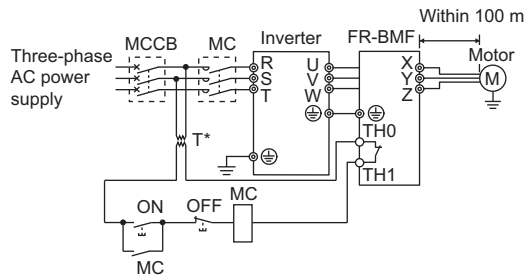 Within 100 m
MCCB MC Inverter FR-BMF Motor
Three-phase
AC power
supply
R U X
S V Y M
T W Z
T*
TH0
TH1
MC
ON OFF
MC